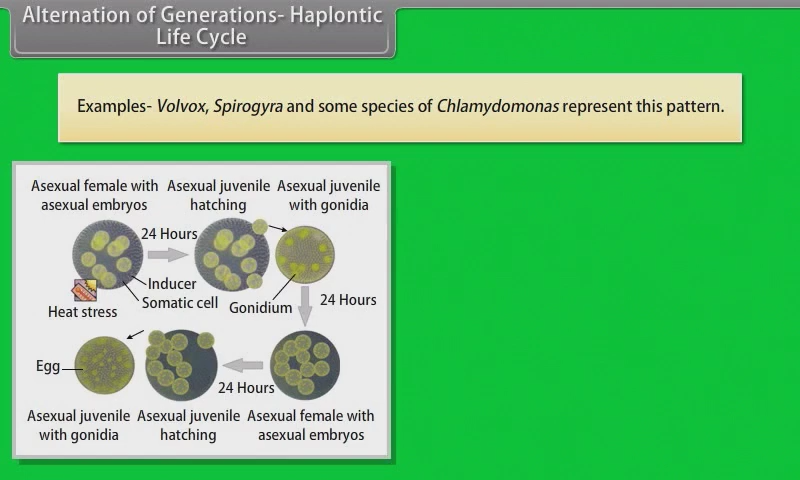 Alternation of Generations- Haplontic
Life Cycle
Examples- Volvox, Spirogyra and some species of Chlamydomonas represent this pattern.
Asexual female with
asexual embryos
Asexual juvenile
hatching
Asexual juvenile
with gonidia
24 Hours
Inducer
Somatic cell
Heat stress
Gonidium
24 Hours
Egg
24 Hours
Asexual juvenile
with gonidia
Asexual juvenile
hatching
Asexual female with
asexual embryos